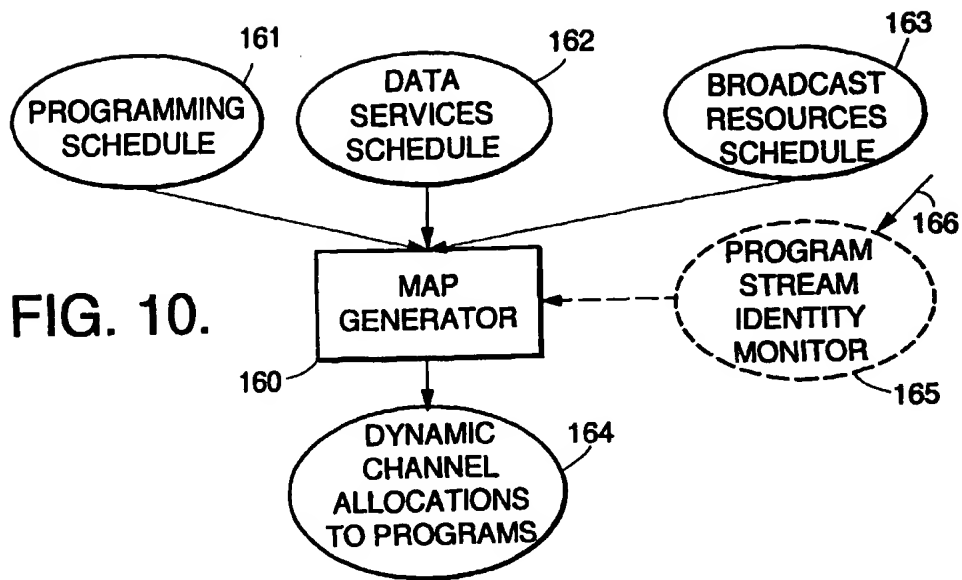 161
162
163
PROGRAMMING
SCHEDULE
DATA
SERVICES
SCHEDULE
BROADCAST
RESOURCES
SCHEDULE
166
FIG. 10.
MAP
GENERATOR
160
PROGRAM
STREAM
IDENTITY
MONITOR
165
164
DYNAMIC
CHANNEL
ALLOCATIONS
TO PROGRAMS